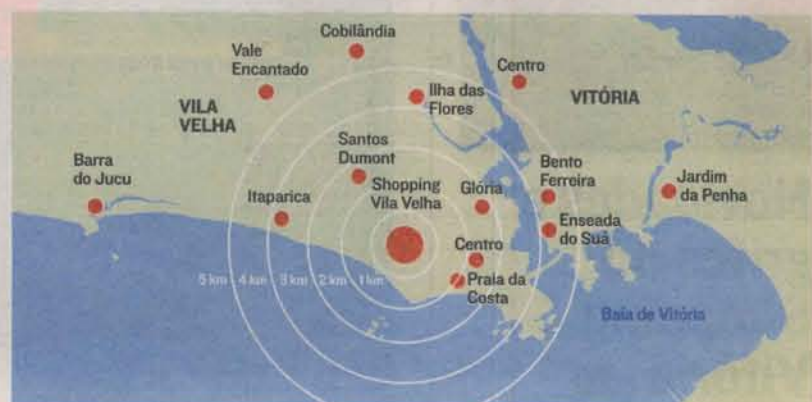 Cobilândia
Vale
Encantado
Centro
Ilha das
Flores
VILA
VELHA
VITÓRIA
Santos
Dumont
Barra
do Jucu
Shopping
Vila Velha
Itaparica
Glória
Bento
Ferreira
Jardim
da Penha
Enseada
do Suá
Centro
5 km 4 km 3 km 2 km 1 km
Praia da
Costa
Baía de Vitória